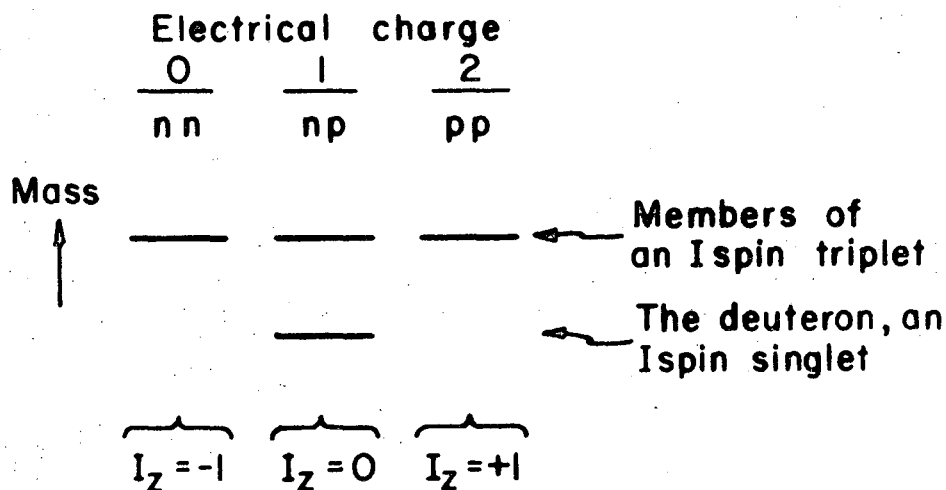 Electrical charge
0 1 2
nn np pp
Mass
Members of
an I spin triplet
The deuteron, an
Ispin singlet
I_z = -1 I_z = 0 I_z = +1